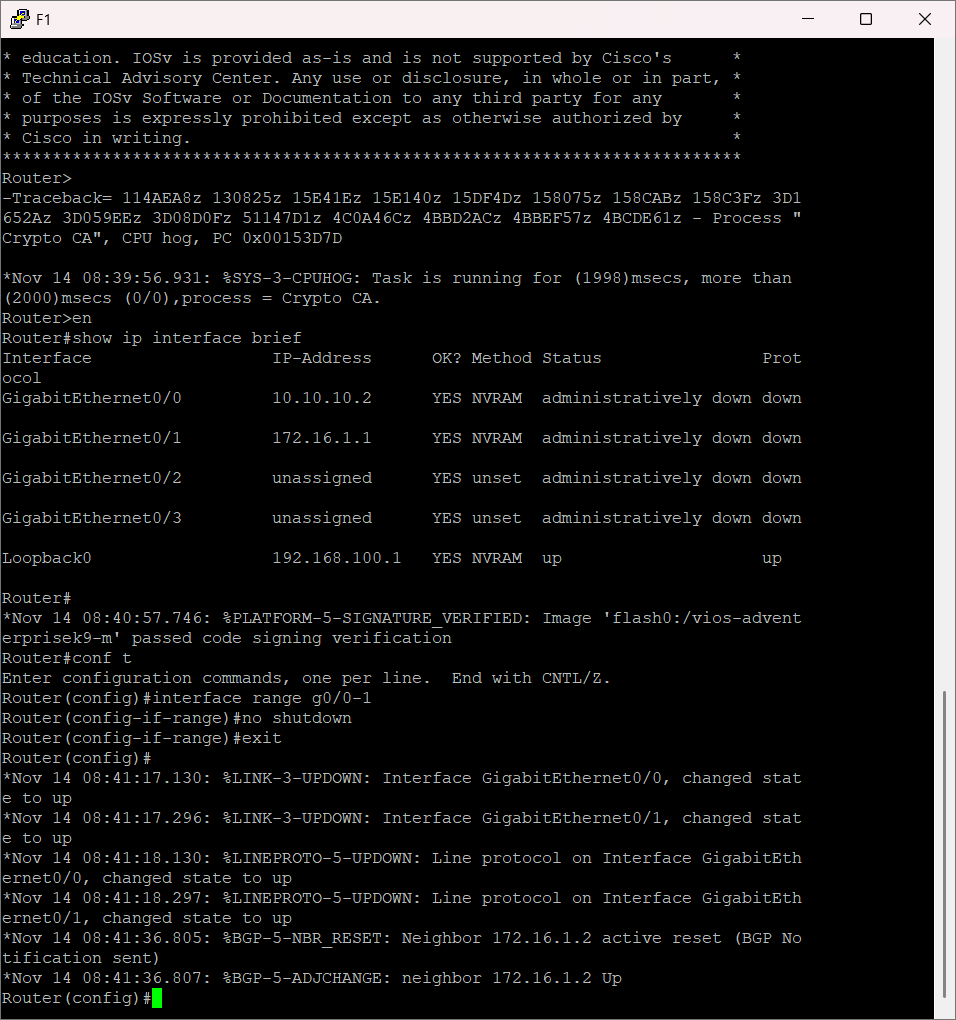 F1
* education. IOSv is provided as-is and is not supported by Cisco's      *
* Technical Advisory Center. Any use or disclosure, in whole or in part, *
* of the IOSv Software or Documentation to any third party for any       *
* purposes is expressly prohibited except as otherwise authorized by     *
* Cisco in writing.                                                      *
**************************************************************************
Router>
-Traceback= 114AEA8z 130825z 15E41Ez 15E140z 15DF4Dz 158075z 158CABz 158C3Fz 3D1
652Az 3D059EEz 3D08D0Fz 51147D1z 4C0A46Cz 4BBD2ACz 4BBEF57z 4BCDE61z - Process "
Crypto CA", CPU hog, PC 0x00153D7D
*Nov 14 08:39:56.931: %SYS-3-CPUHOG: Task is running for (1998)msecs, more than
(2000)msecs (0/0),process = Crypto CA.
Router>en
Router#show ip interface brief
Interface                  IP-Address      OK? Method Status                Prot
ocol
GigabitEthernet0/0         10.10.10.2      YES NVRAM  administratively down down
GigabitEthernet0/1         172.16.1.1      YES NVRAM  administratively down down
GigabitEthernet0/2         unassigned      YES unset  administratively down down
GigabitEthernet0/3         unassigned      YES unset  administratively down down
Loopback0                  192.168.100.1   YES NVRAM  up                    up
Router#
*Nov 14 08:40:57.746: %PLATFORM-5-SIGNATURE_VERIFIED: Image 'flash0:/vios-advent
erprisek9-m' passed code signing verification
Router#conf t
Enter configuration commands, one per line.  End with CNTL/Z.
Router(config)#interface range g0/0-1
Router(config-if-range)#no shutdown
Router(config-if-range)#exit
Router(config)#
*Nov 14 08:41:17.130: %LINK-3-UPDOWN: Interface GigabitEthernet0/0, changed stat
e to up
*Nov 14 08:41:17.296: %LINK-3-UPDOWN: Interface GigabitEthernet0/1, changed stat
e to up
*Nov 14 08:41:18.130: %LINEPROTO-5-UPDOWN: Line protocol on Interface GigabitEth
ernet0/0, changed state to up
*Nov 14 08:41:18.297: %LINEPROTO-5-UPDOWN: Line protocol on Interface GigabitEth
ernet0/1, changed state to up
*Nov 14 08:41:36.805: %BGP-5-NBR_RESET: Neighbor 172.16.1.2 active reset (BGP No
tification sent)
*Nov 14 08:41:36.807: %BGP-5-ADJCHANGE: neighbor 172.16.1.2 Up
Router(config)#